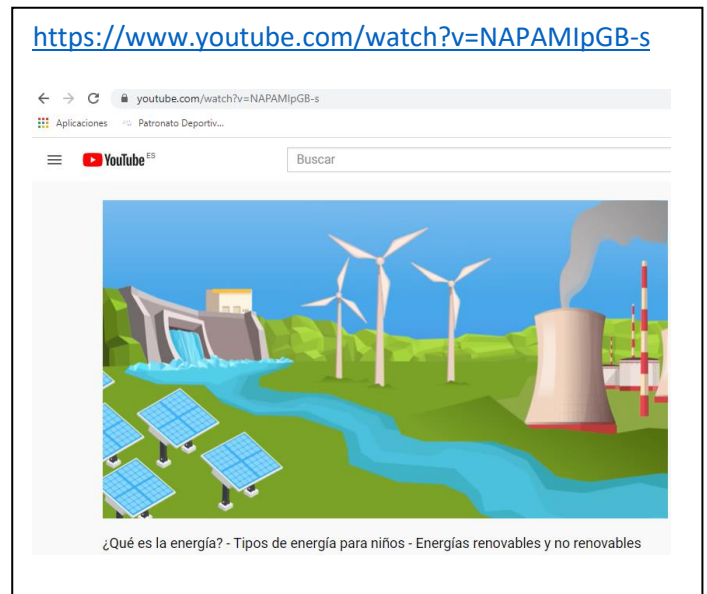 https://www.youtube.com/watch?v=NAPAMIpGB-s
youtube.com/watch?v=NAPAMIpGB-s
Aplicaciones Patronato Deportiv...
YouTube ES Buscar
¿Qué es la energía? - Tipos de energía para niños - Energías renovables y no renovables